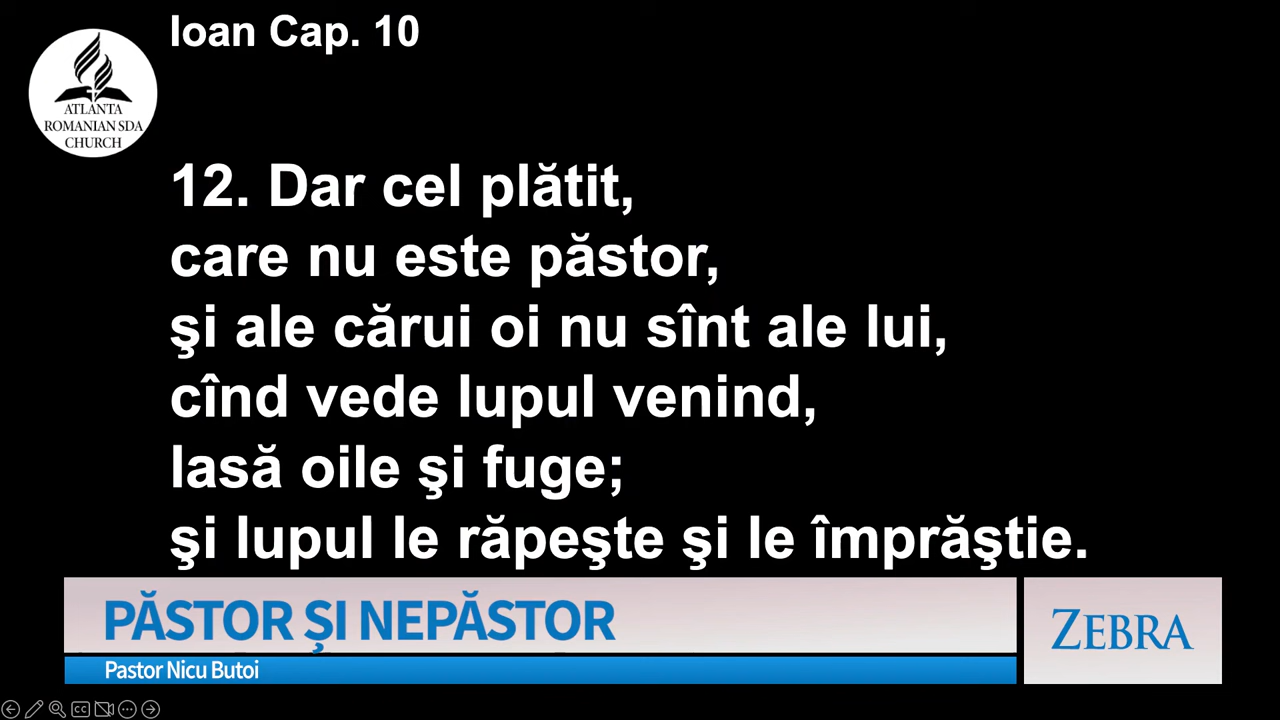 Ioan Cap. 10
ATLANTA
ROMANIAN SDA
CHURCH
12. Dar cel plătit,
care nu este păstor,
şi ale cărui oi nu sînt ale lui,
cînd vede lupul venind,
lasă oile şi fuge;
şi lupul le răpeşte şi le împrăştie.
PĂSTOR ȘI NEPĂSTOR
ZEBRA
Pastor Nicu Butoi
CC